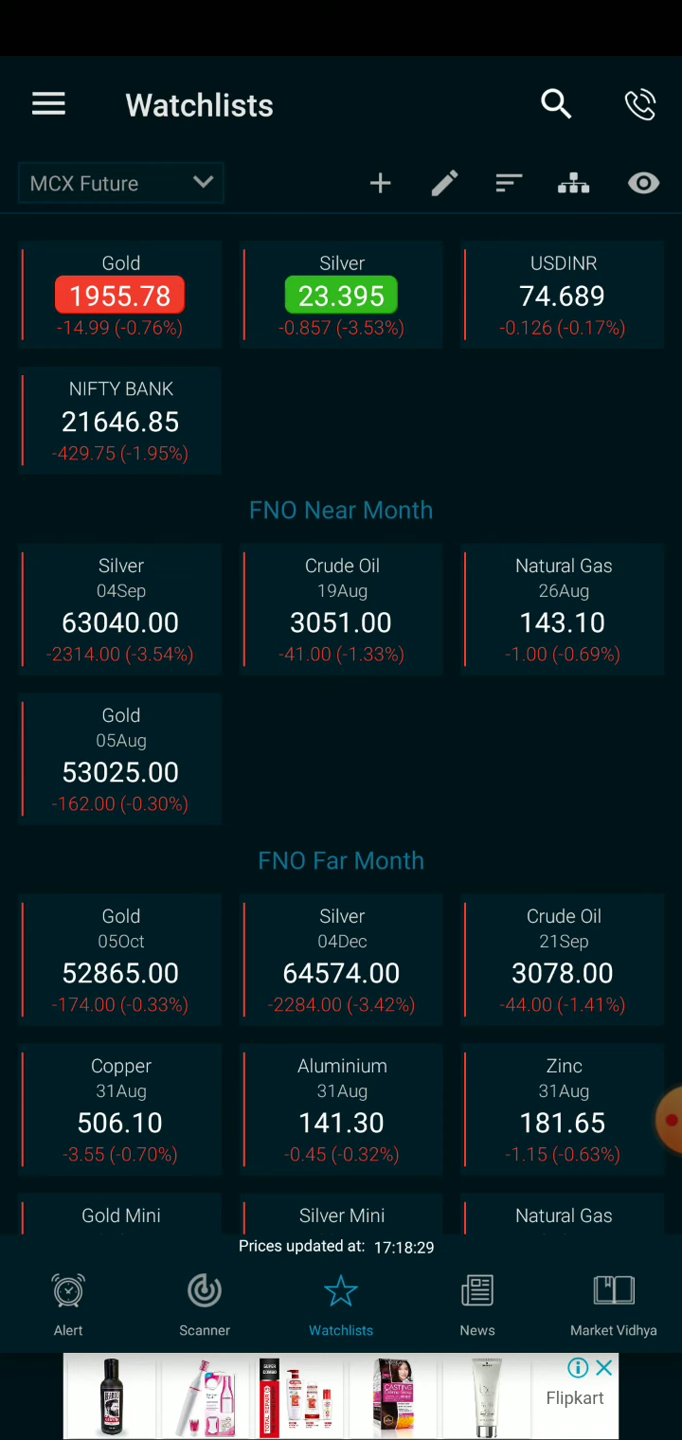 Watchlists
MCX Future
Gold Silver USDINR
1955.78 23.395 74.689
-14.99 (-0.76%) -0.857 (-3.53%) -0.126 (-0.17%)
NIFTY BANK
21646.85
-429.75 (-1.95%)
FNO Near Month
Silver Crude Oil Natural Gas
04Sep 19Aug 26Aug
63040.00 3051.00 143.10
-2314.00 (-3.54%) -41.00 (-1.33%) -1.00 (-0.69%)
Gold
05Aug
53025.00
-162.00 (-0.30%)
FNO Far Month
Gold Silver Crude Oil
05Oct 04Dec 21Sep
52865.00 64574.00 3078.00
-174.00 (-0.33%) -2284.00 (-3.42%) -44.00 (-1.41%)
Copper Aluminium Zinc
31Aug 31Aug 31Aug
506.10 141.30 181.65
-3.55 (-0.70%) -0.45 (-0.32%) -1.15 (-0.63%)
Gold Mini Silver Mini Natural Gas
Prices updated at: 17:18:29
Alert Scanner Watchlists News Market Vidhya
CASTING
Flipkart